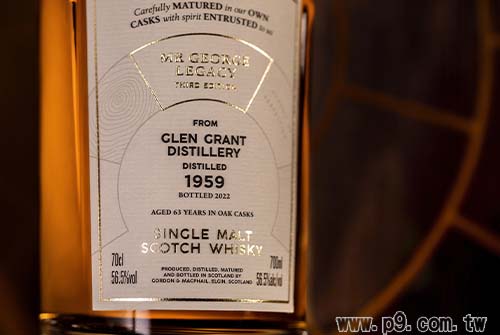 Carefully MATURED in our OWN
CASKS with spirit ENTRUSTED to us
MR GEORGE
LEGACY
THIRD EDITION
FROM
GLEN GRANT
DISTILLERY
DISTILLED
1959
BOTTLED 2022
AGED 63 YEARS IN OAK CASKS
SINGLE MALT
SCOTCH WHISKY
70cl 700ml
56.5%vol 56.5%alc/vol
PRODUCED, DISTILLED, MATURED
AND BOTTLED IN SCOTLAND BY
GORDON & MACPHAIL, ELGIN, SCOTLAND
www.p9.com.tw